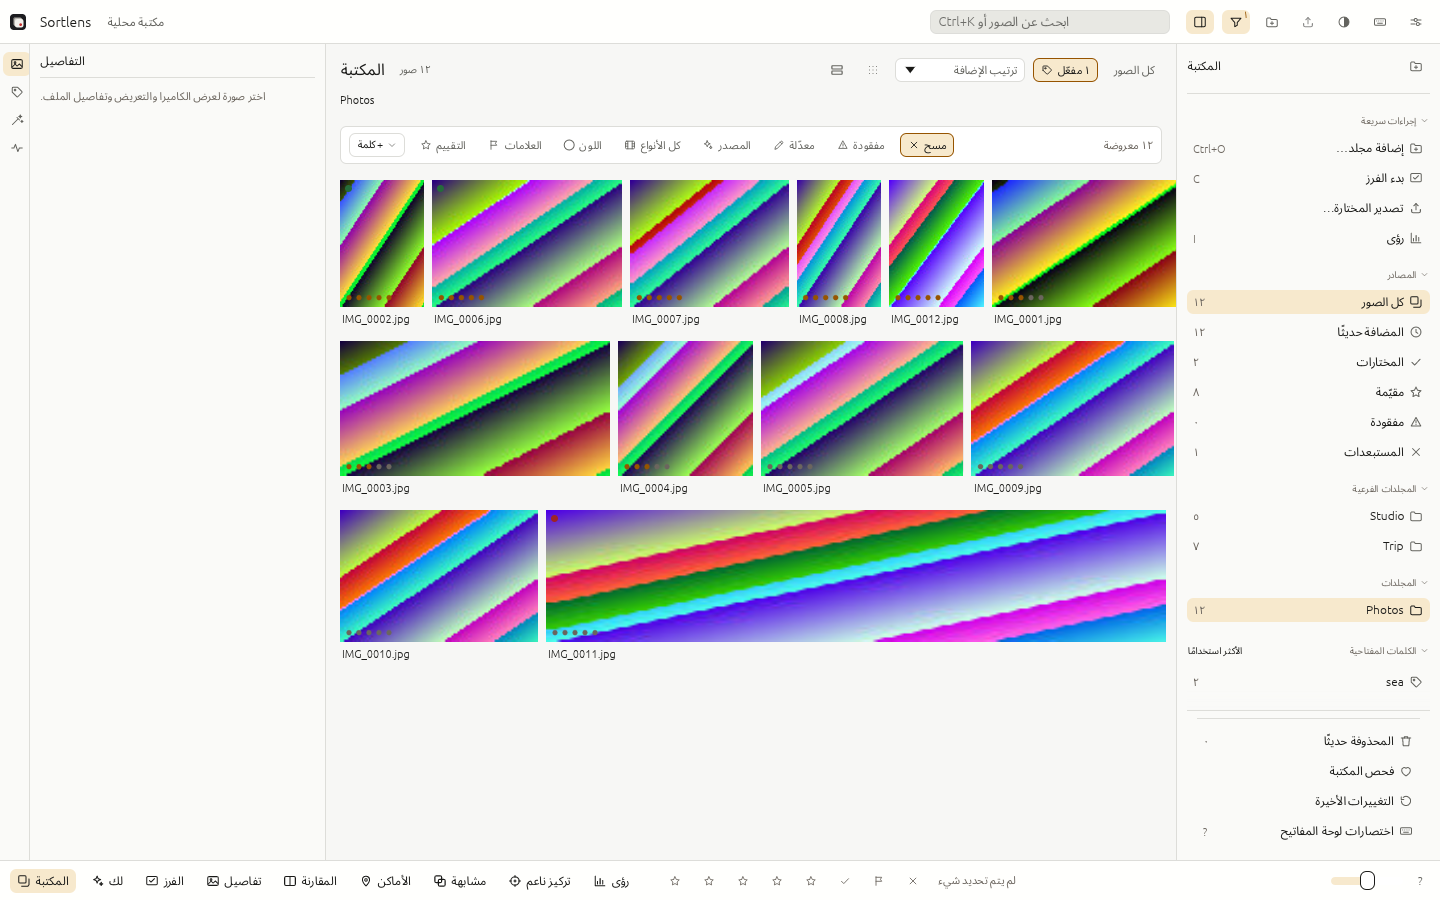 Sortlens
مكتبة محلية
ابحث عن الصور أو Ctrl+K
١
التفاصيل
اختر صورة لعرض الكاميرا والتعريض وتفاصيل الملف.
المكتبة
١٢ صور
ترتيب الإضافة
١ مفعّل
كل الصور
Photos
+كلمة
التقييم
العلامات
اللون
كل الأنواع
المصدر
معدّلة
مفقودة
مسح
١٢ معروضة
IMG_0002.jpg
IMG_0006.jpg
IMG_0007.jpg
IMG_0008.jpg
IMG_0012.jpg
IMG_0001.jpg
IMG_0003.jpg
IMG_0004.jpg
IMG_0005.jpg
IMG_0009.jpg
IMG_0010.jpg
IMG_0011.jpg
المكتبة
إجراءات سريعة
إضافة مجلد… Ctrl+O
بدء الفرز C
تصدير المختارة…
رؤى I
المصادر
كل الصور ١٢
المضافة حديثًا ١٢
المختارات ٢
مقيّمة ٨
مفقودة ٠
المستبعدات ١
المجلدات الفرعية
Studio ٥
Trip ٧
المجلدات
Photos ١٢
الكلمات المفتاحية الأكثر استخدامًا
sea ٢
المحذوفة حديثًا ٠
فحص المكتبة
التغييرات الأخيرة
اختصارات لوحة المفاتيح ?
المكتبة
لك
الفرز
تفاصيل
المقارنة
الأماكن
مشابهة
تركيز ناعم
رؤى
لم يتم تحديد شيء
?